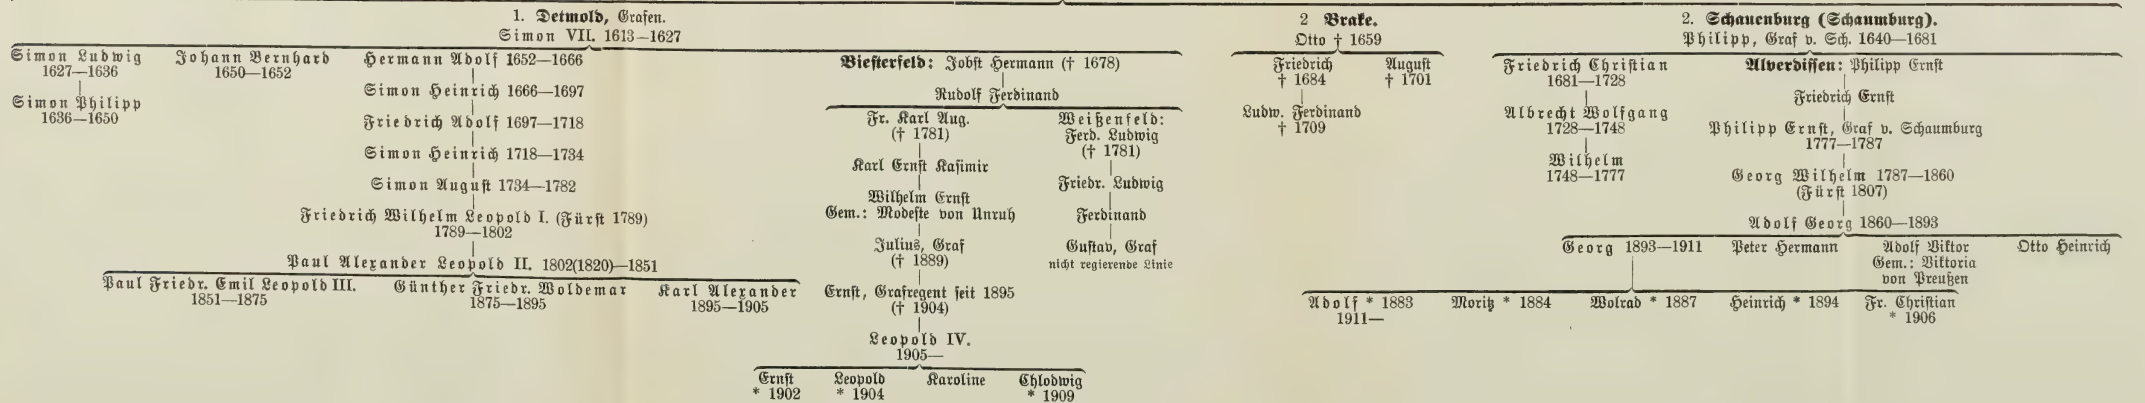 1. Detmold, Grafen.
Simon VII. 1613—1627
Simon Ludwig
1627—1636
Simon Philipp
1636—1650
Johann Bernhard
1650—1652
Hermann Adolf 1652—1666
Simon Heinrich 1666—1697
Friedrich Adolf 1697—1718
Simon Heinrich 1718—1734
Simon August 1734—1782
Friedrich Wilhelm Leopold I. (Fürst 1789)
1789—1802
Paul Alexander Leopold II. 1802(1820)—1851
Paul Friedr. Emil Leopold III.
1851—1875
Günther Friedr. Woldemar
1875—1895
Karl Alexander
1895—1905
Biesterfeld: Jobst Hermann († 1678)
Rudolf Ferdinand
Fr. Karl Aug.
(† 1781)
Karl Ernst Kasimir
Wilhelm Ernst
Gem.: Modeste von Unruh
Julius, Graf
(† 1889)
Ernst, Grafregent seit 1895
(† 1904)
Leopold IV.
1905—
Ernst
* 1902
Leopold
* 1904
Karoline
Chlodwig
* 1909
Weißenfeld:
Ferd. Ludwig
(† 1781)
Friedr. Ludwig
Ferdinand
Gustav, Graf
nicht regierende Linie
2 Brake.
Otto † 1659
Friedrich
† 1684
Ludw. Ferdinand
† 1709
August
† 1701
2. Schauenburg (Schaumburg).
Philipp, Graf v. Sch. 1640—1681
Friedrich Christian
1681—1728
Albrecht Wolfgang
1728—1748
Wilhelm
1748—1777
Alverdissen: Philipp Ernst
Friedrich Ernst
Philipp Ernst, Graf v. Schaumburg
1777—1787
Georg Wilhelm 1787—1860
(Fürst 1807)
Adolf Georg 1860—1893
Georg 1893—1911
Peter Hermann
Adolf Viktor
Gem.: Viktoria
von Preußen
Otto Heinrich
Adolf * 1883
1911—
Moritz * 1884
Wolrad * 1887
Heinrich * 1894
Fr. Christian
* 1906